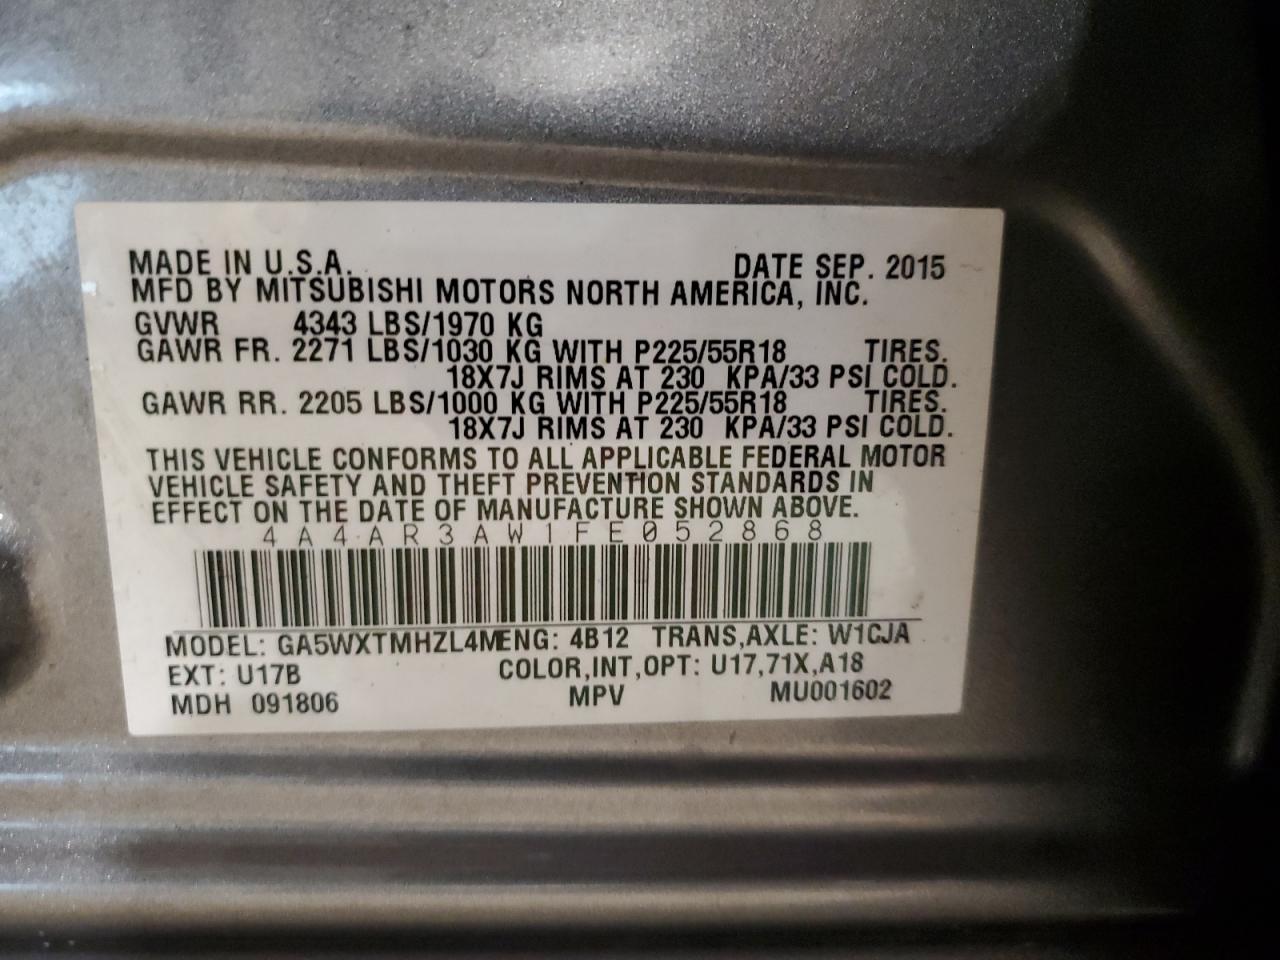 MADE IN U.S.A. DATE SEP. 2015
MFD BY MITSUBISHI MOTORS NORTH AMERICA, INC.
GVWR 4343 LBS/1970 KG
GAWR FR. 2271 LBS/1030 KG WITH P225/55R18 TIRES.
18X7J RIMS AT 230 KPA/33 PSI COLD.
GAWR RR. 2205 LBS/1000 KG WITH P225/55R18 TIRES.
18X7J RIMS AT 230 KPA/33 PSI COLD.
THIS VEHICLE CONFORMS TO ALL APPLICABLE FEDERAL MOTOR
VEHICLE SAFETY AND THEFT PREVENTION STANDARDS IN
EFFECT ON THE DATE OF MANUFACTURE SHOWN ABOVE.
4A4AR3AW1FE052868
MODEL: GA5WXTMHZL4MENG: 4B12 TRANS,AXLE: W1CJA
EXT: U17B COLOR,INT,OPT: U17,71X,A18
MDH 091806 MPV MU001602